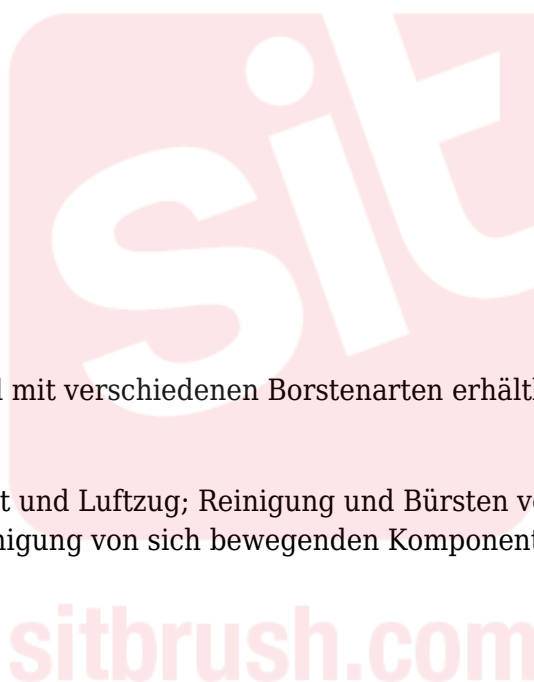 sit
mit verschiedenen Borstenarten
und Luftzug; Reinigung und Bürsten
von sich bewegenden
sitbrush.com